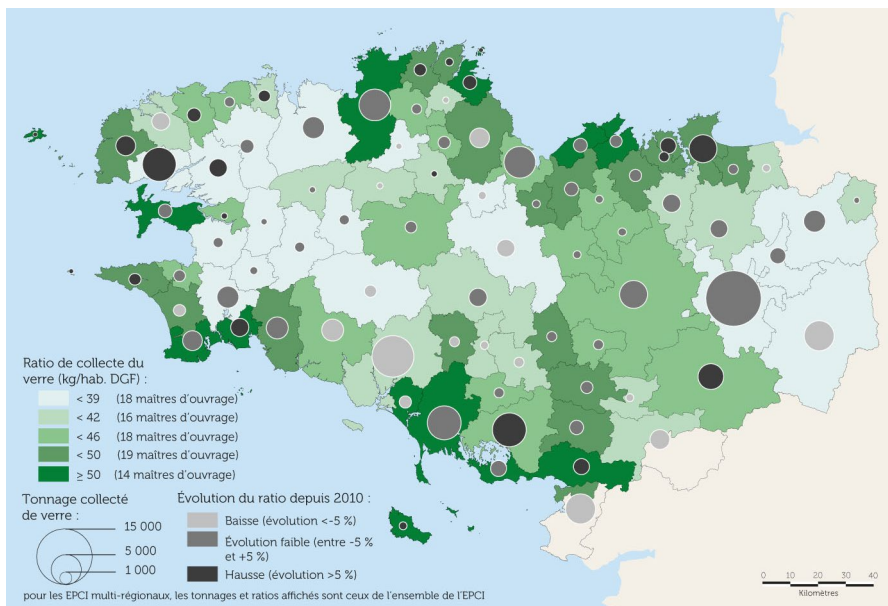 Ratio de collecte du
verre (kg/hab. DGF) :
< 39 (18 maîtres d'ouvrage)
< 42 (16 maîtres d'ouvrage)
< 46 (18 maîtres d'ouvrage)
< 50 (19 maîtres d'ouvrage)
≥ 50 (14 maîtres d'ouvrage)
Tonnage collecté
de verre :
15 000
5 000
1 000
Évolution du ratio depuis 2010 :
Baisse (évolution <-5 %)
Évolution faible (entre -5 %
et +5 %)
Hausse (évolution >5 %)
pour les EPCI multi-régionaux, les tonnages et ratios affichés sont ceux de l'ensemble de l'EPCI
0 10 20 30 40
Kilomètres